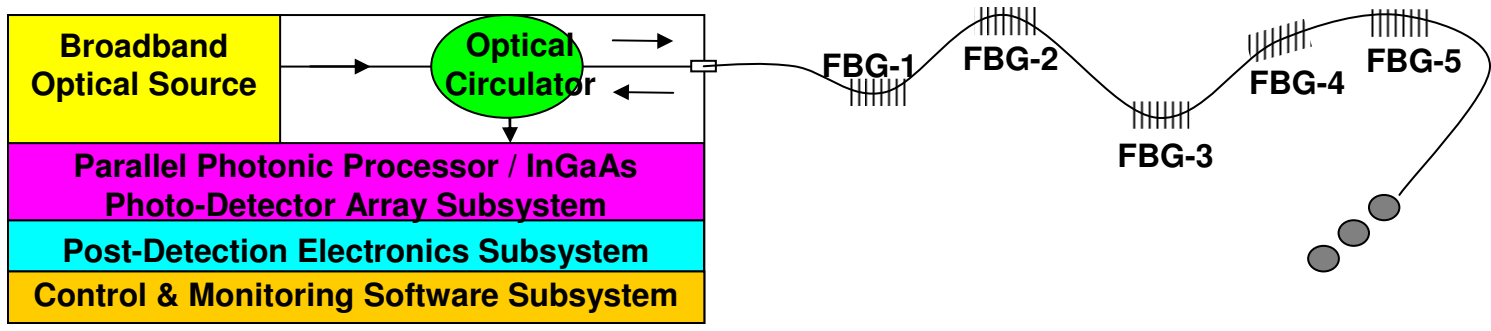 Broadband
Optical Source
Optical
Circulator
FBG-1
FBG-2
FBG-3
FBG-4
FBG-5
Parallel Photonic Processor / InGaAs
Photo-Detector Array Subsystem
Post-Detection Electronics Subsystem
Control & Monitoring Software Subsystem